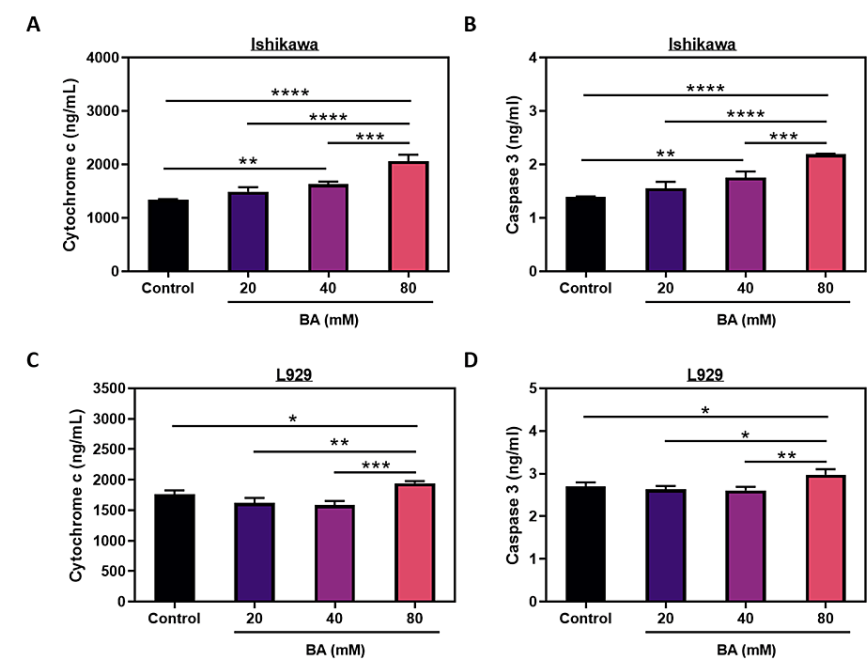 A
Ishikawa
Cytochrome c (ng/mL)
4000
3000
2000
1000
0
****
****
***
**
Control 20 40 80
BA (mM)
B
Ishikawa
Caspase 3 (ng/ml)
4
3
2
1
0
****
****
***
**
Control 20 40 80
BA (mM)
C
L929
Cytochrome c (ng/mL)
3500
3000
2500
2000
1500
1000
500
0
*
**
***
Control 20 40 80
BA (mM)
D
L929
Caspase 3 (ng/ml)
5
4
3
2
1
0
*
*
**
Control 20 40 80
BA (mM)